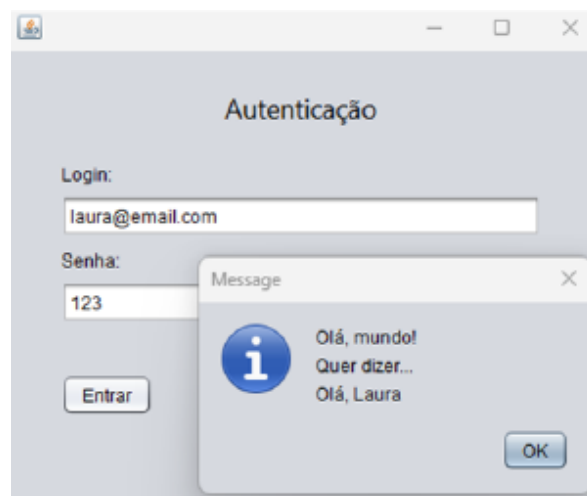 Autenticação
Login:
laura@email.com
Senha:
123
Entrar
Message
Olá, mundo!
Quer dizer...
Olá, Laura
OK